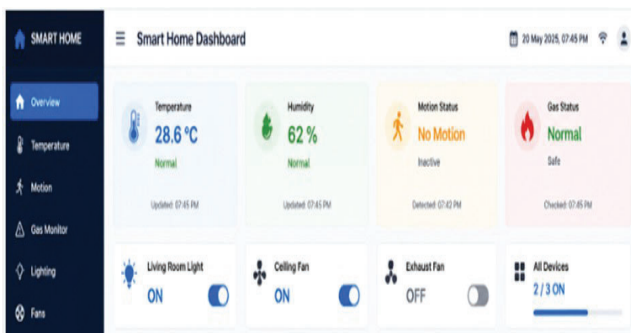 SMART HOME
Smart Home Dashboard
20 May 2025, 07:45 PM
Overview
Temperature
Motion
Gas Monitor
Lighting
Fans
Temperature
28.6 °C
Normal
Updated: 07:45 PM
Humidity
62 %
Normal
Updated: 07:45 PM
Motion Status
No Motion
Inactive
Detected: 07:42 PM
Gas Status
Normal
Safe
Checked: 07:45 PM
Living Room Light
ON
Ceiling Fan
ON
Exhaust Fan
OFF
All Devices
2 / 3 ON